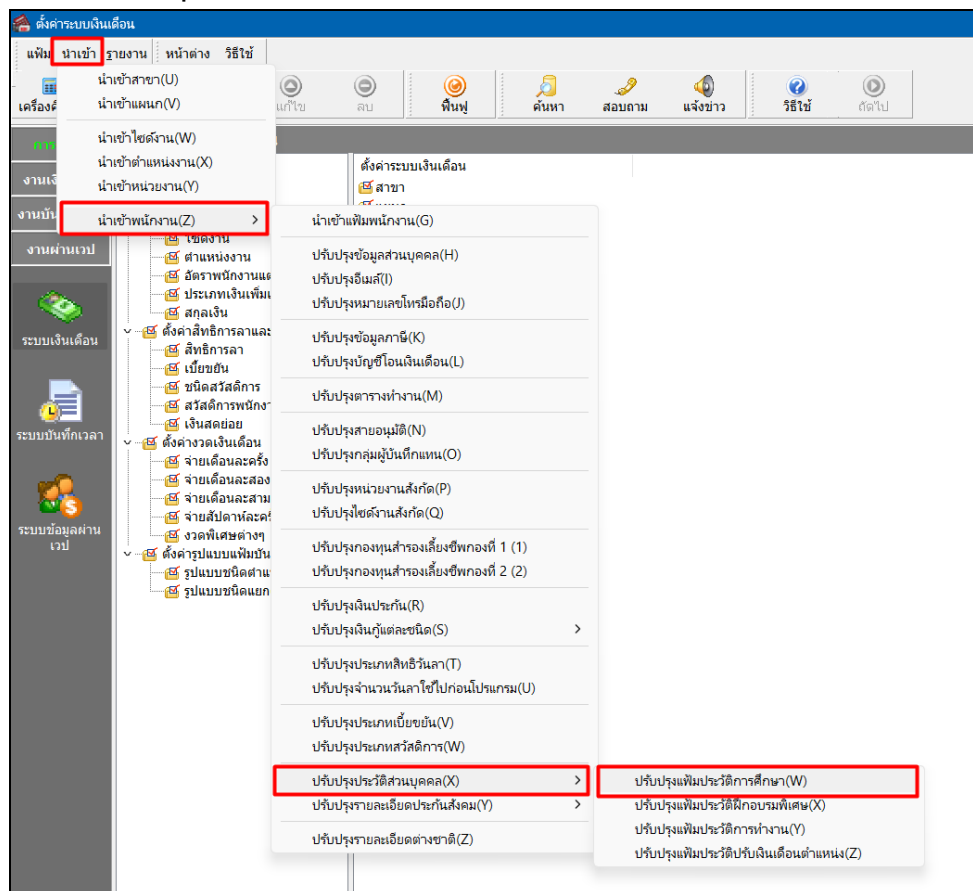 ตั้งค่าระบบเงินเดือน
แฟ้ม นำเข้า รายงาน หน้าต่าง วิธีใช้
แก้ไข ลบ ฟื้นฟู ค้นหา สอบถาม แจ้งข่าว วิธีใช้ ถัดไป
นำเข้าสาขา(U)
นำเข้าแผนก(V)
นำเข้าไซต์งาน(W)
นำเข้าตำแหน่งงาน(X)
นำเข้าหน่วยงาน(Y)
นำเข้าพนักงาน(Z)
งานผ่านเวป
ระบบเงินเดือน
ระบบบันทึกเวลา
ระบบข้อมูลผ่าน
เวป
ไซต์งาน
ตำแหน่งงาน
อัตราพนักงานแต
ประเภทเงินเพิ่มเ
สกุลเงิน
ตั้งค่าสิทธิการลาและ
สิทธิการลา
เบี้ยขยัน
ชนิดสวัสดิการ
สวัสดิการพนักงา
เงินสดย่อย
ตั้งค่างวดเงินเดือน
จ่ายเดือนละครั้ง
จ่ายเดือนละสอง
จ่ายเดือนละสาม
จ่ายสัปดาห์ละครั
งวดพิเศษต่างๆ
ตั้งค่ารูปแบบแฟ้มบัน
รูปแบบชนิดตำแ
รูปแบบชนิดแยก
ตั้งค่าระบบเงินเดือน
สาขา
นำเข้าแฟ้มพนักงาน(G)
ปรับปรุงข้อมูลส่วนบุคคล(H)
ปรับปรุงอีเมล์(I)
ปรับปรุงหมายเลขโทรมือถือ(J)
ปรับปรุงข้อมูลภาษี(K)
ปรับปรุงบัญชีโอนเงินเดือน(L)
ปรับปรุงตารางทำงาน(M)
ปรับปรุงสายอนุมัติ(N)
ปรับปรุงกลุ่มผู้บันทึกแทน(O)
ปรับปรุงหน่วยงานสังกัด(P)
ปรับปรุงไซต์งานสังกัด(Q)
ปรับปรุงกองทุนสำรองเลี้ยงชีพกองที่ 1 (1)
ปรับปรุงกองทุนสำรองเลี้ยงชีพกองที่ 2 (2)
ปรับปรุงเงินประกัน(R)
ปรับปรุงเงินกู้แต่ละชนิด(S)
ปรับปรุงประเภทสิทธิวันลา(T)
ปรับปรุงจำนวนวันลาใช้ไปก่อนโปรแกรม(U)
ปรับปรุงประเภทเบี้ยขยัน(V)
ปรับปรุงประเภทสวัสดิการ(W)
ปรับปรุงประวัติส่วนบุคคล(X)
ปรับปรุงรายละเอียดประกันสังคม(Y)
ปรับปรุงรายละเอียดต่างชาติ(Z)
ปรับปรุงแฟ้มประวัติการศึกษา(W)
ปรับปรุงแฟ้มประวัติฝึกอบรมพิเศษ(X)
ปรับปรุงแฟ้มประวัติการทำงาน(Y)
ปรับปรุงแฟ้มประวัติปรับเงินเดือนตำแหน่ง(Z)